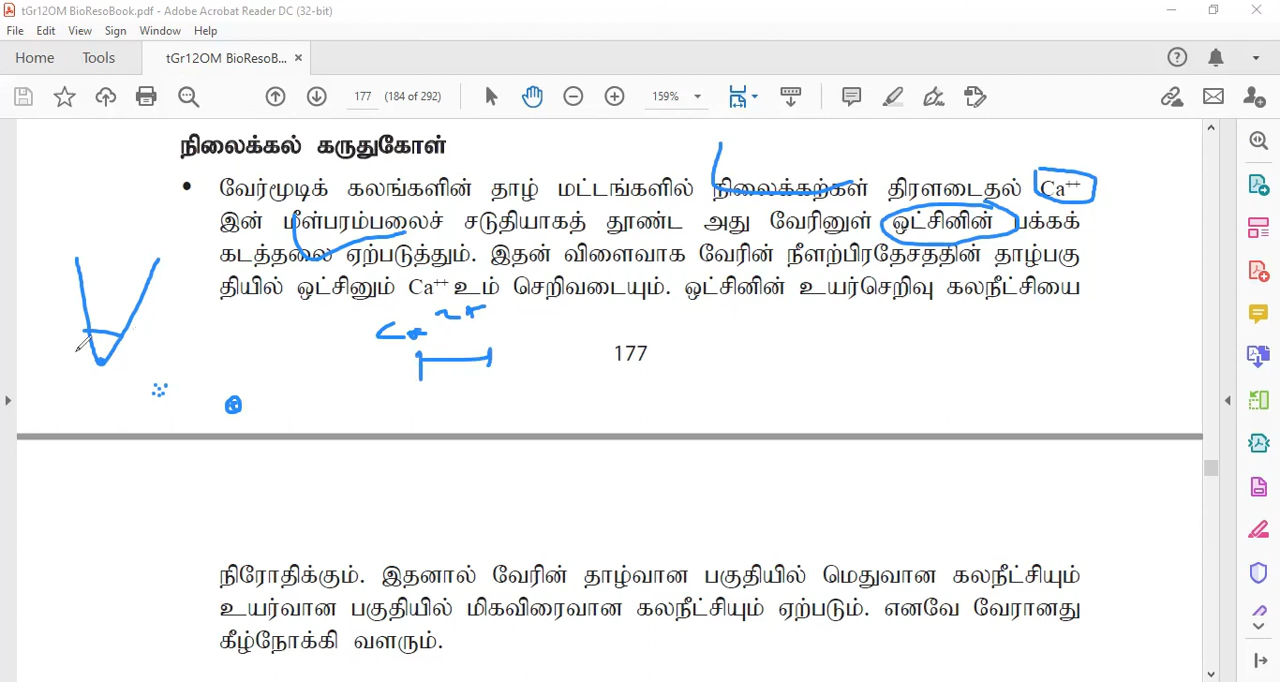 tGr12OM BioResoBook.pdf - Adobe Acrobat Reader DC (32-bit)
File Edit View Sign Window Help
Home Tools tGr12OM BioResoB... ×
177 (184 of 292) 159%
நிலைக்கல் கருதுகோள்
• வேர்மூடிக் கலங்களின் தாழ் மட்டங்களில் நிலைக்கற்கள் திரளடைதல் Ca⁺⁺
இன் மீள்பரம்பலைச் சடுதியாகத் தூண்ட அது வேரினுள் ஒட்சினின் பக்கக்
கடத்தலை ஏற்படுத்தும். இதன் விளைவாக வேரின் நீளற்பிரதேசததின் தாழ்பகு
தியில் ஒட்சினும் Ca⁺⁺ உம் செறிவடையும். ஒட்சினின் உயர்செறிவு கலநீட்சியை
Ca²⁺
177
நிரோதிக்கும். இதனால் வேரின் தாழ்வான பகுதியில் மெதுவான கலநீட்சியும்
உயர்வான பகுதியில் மிகவிரைவான கலநீட்சியும் ஏற்படும். எனவே வேரானது
கீழ்நோக்கி வளரும்.